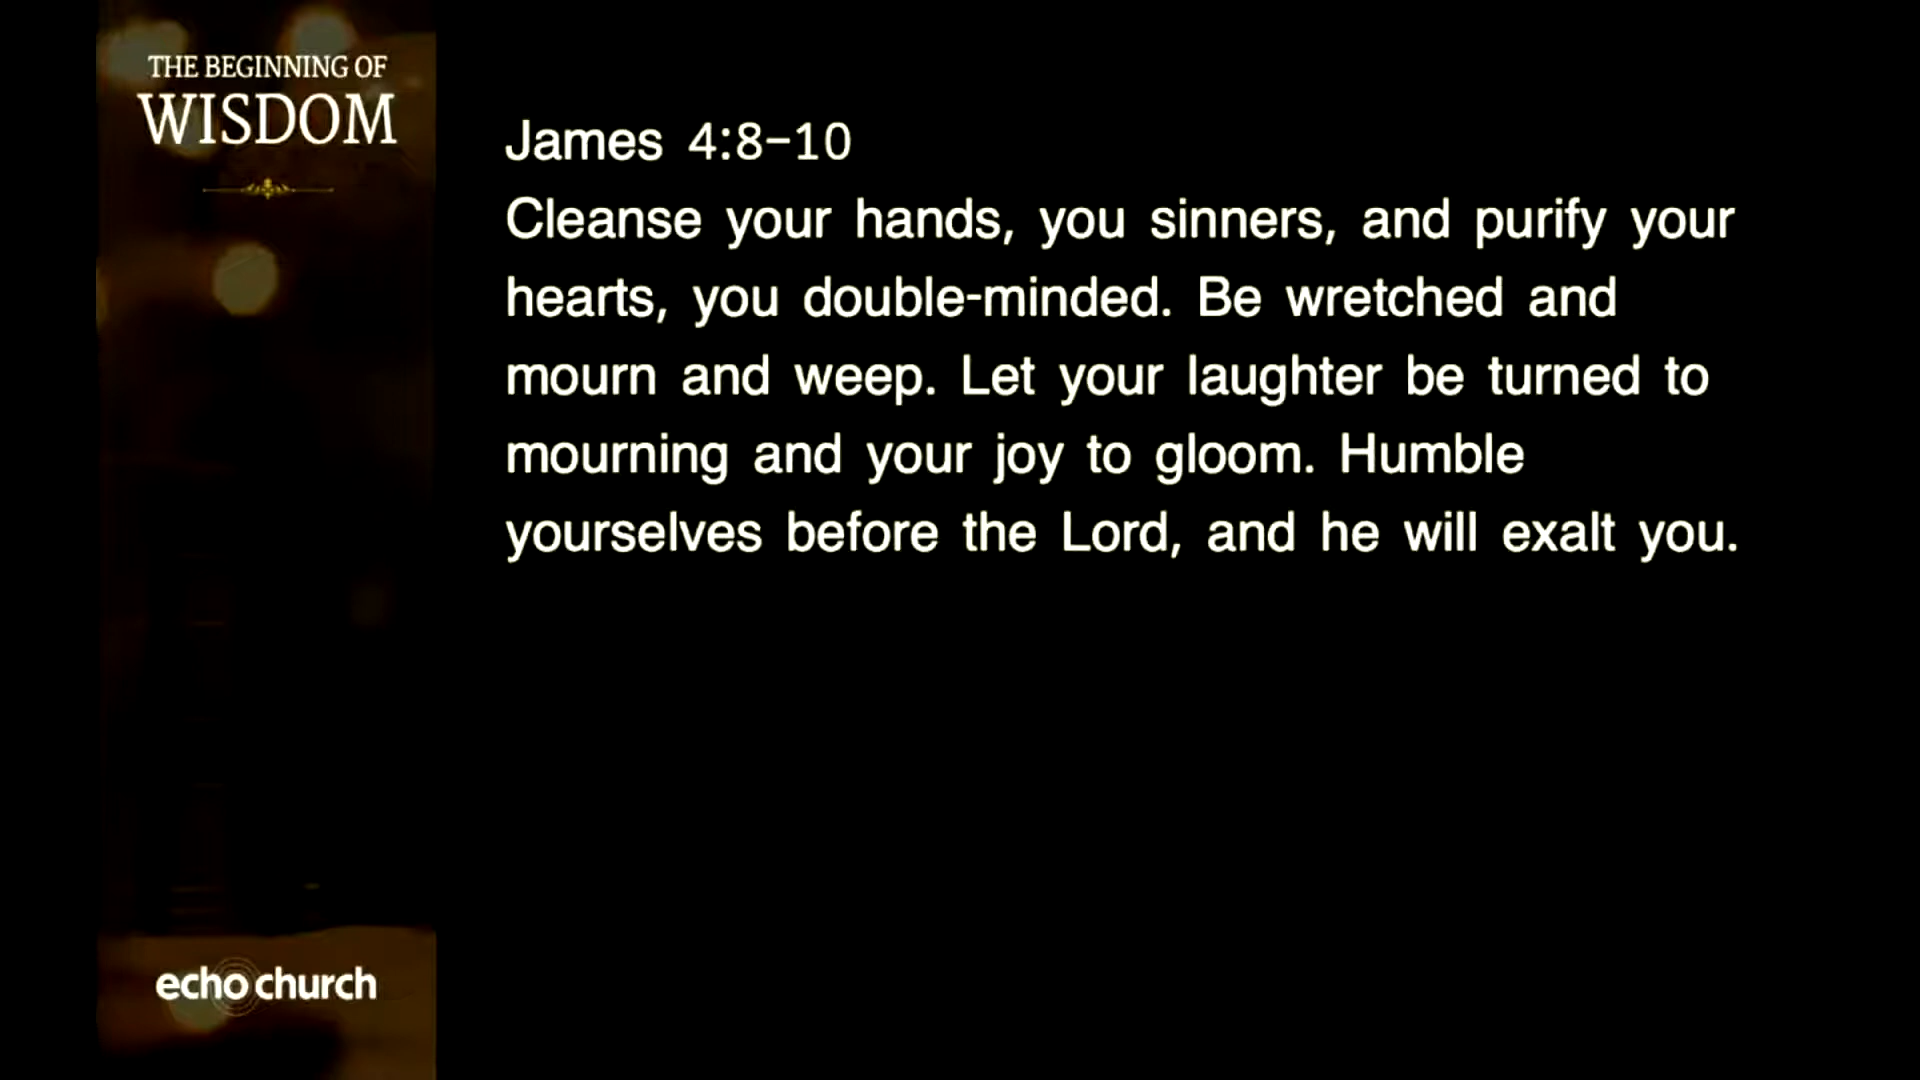 THE BEGINNING OF
WISDOM
James 4:8–10
Cleanse your hands, you sinners, and purify your
hearts, you double-minded. Be wretched and
mourn and weep. Let your laughter be turned to
mourning and your joy to gloom. Humble
yourselves before the Lord, and he will exalt you.
echo church